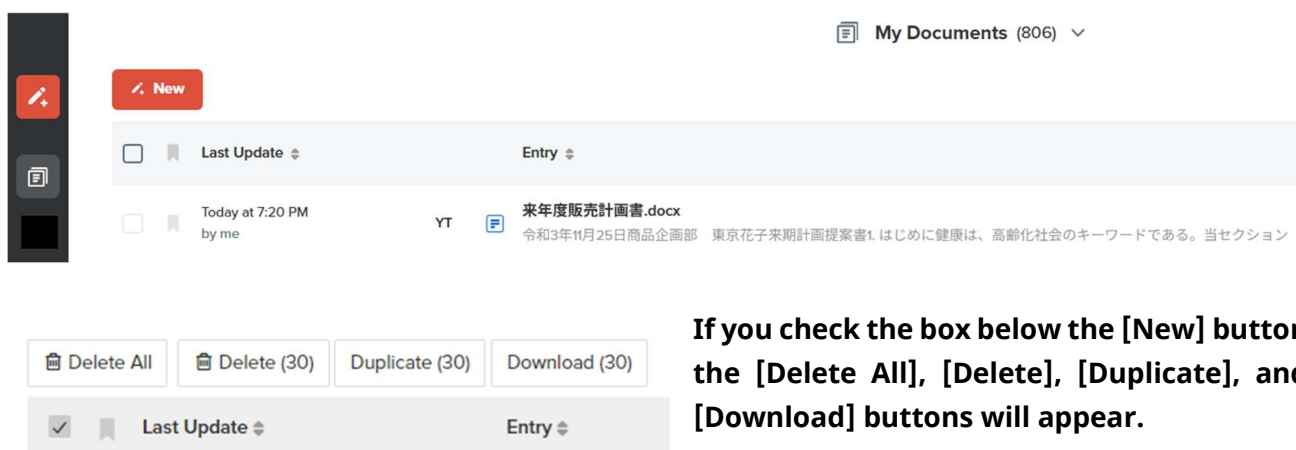 My Documents (806)
New
Last Update Entry
Today at 7:20 PM YT 来年度販売計画書.docx
by me 令和3年11月25日商品企画部 東京花子来期計画提案書1. はじめに健康は、高齢化社会のキーワードである。当セクション
Delete All Delete (30) Duplicate (30) Download (30)
Last Update Entry
If you check the box below the [New] button
the [Delete All], [Delete], [Duplicate], and
[Download] buttons will appear.